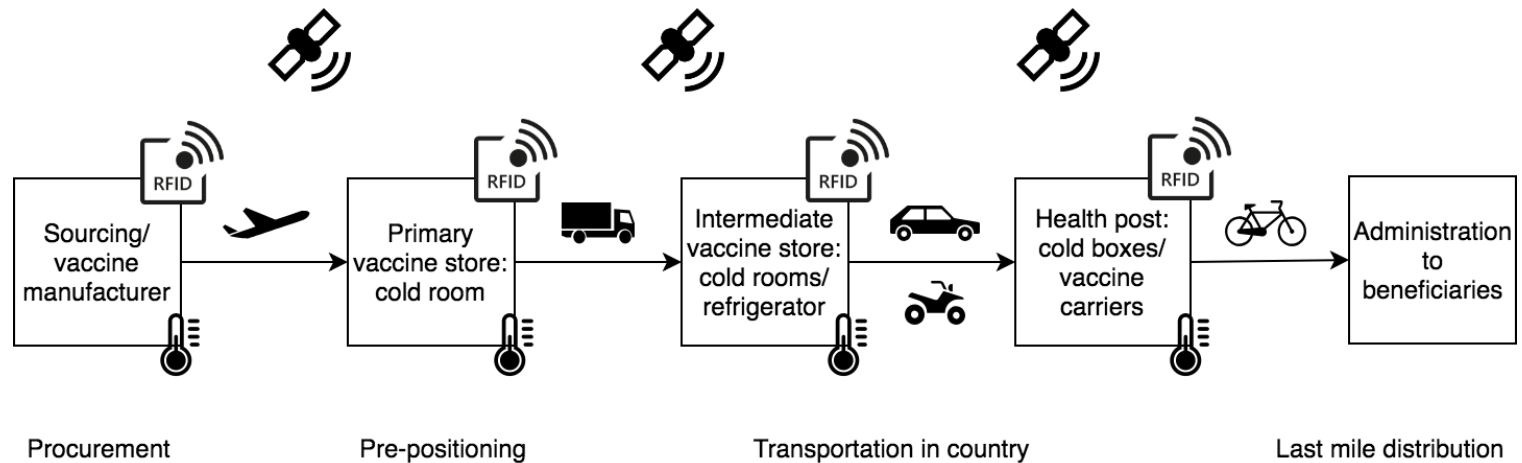 RFID
RFID
RFID
RFID
Sourcing/
vaccine
manufacturer
Primary
vaccine store:
cold room
Intermediate
vaccine store:
cold rooms/
refrigerator
Health post:
cold boxes/
vaccine
carriers
Administration
to
beneficiaries
Procurement
Pre-positioning
Transportation in country
Last mile distribution